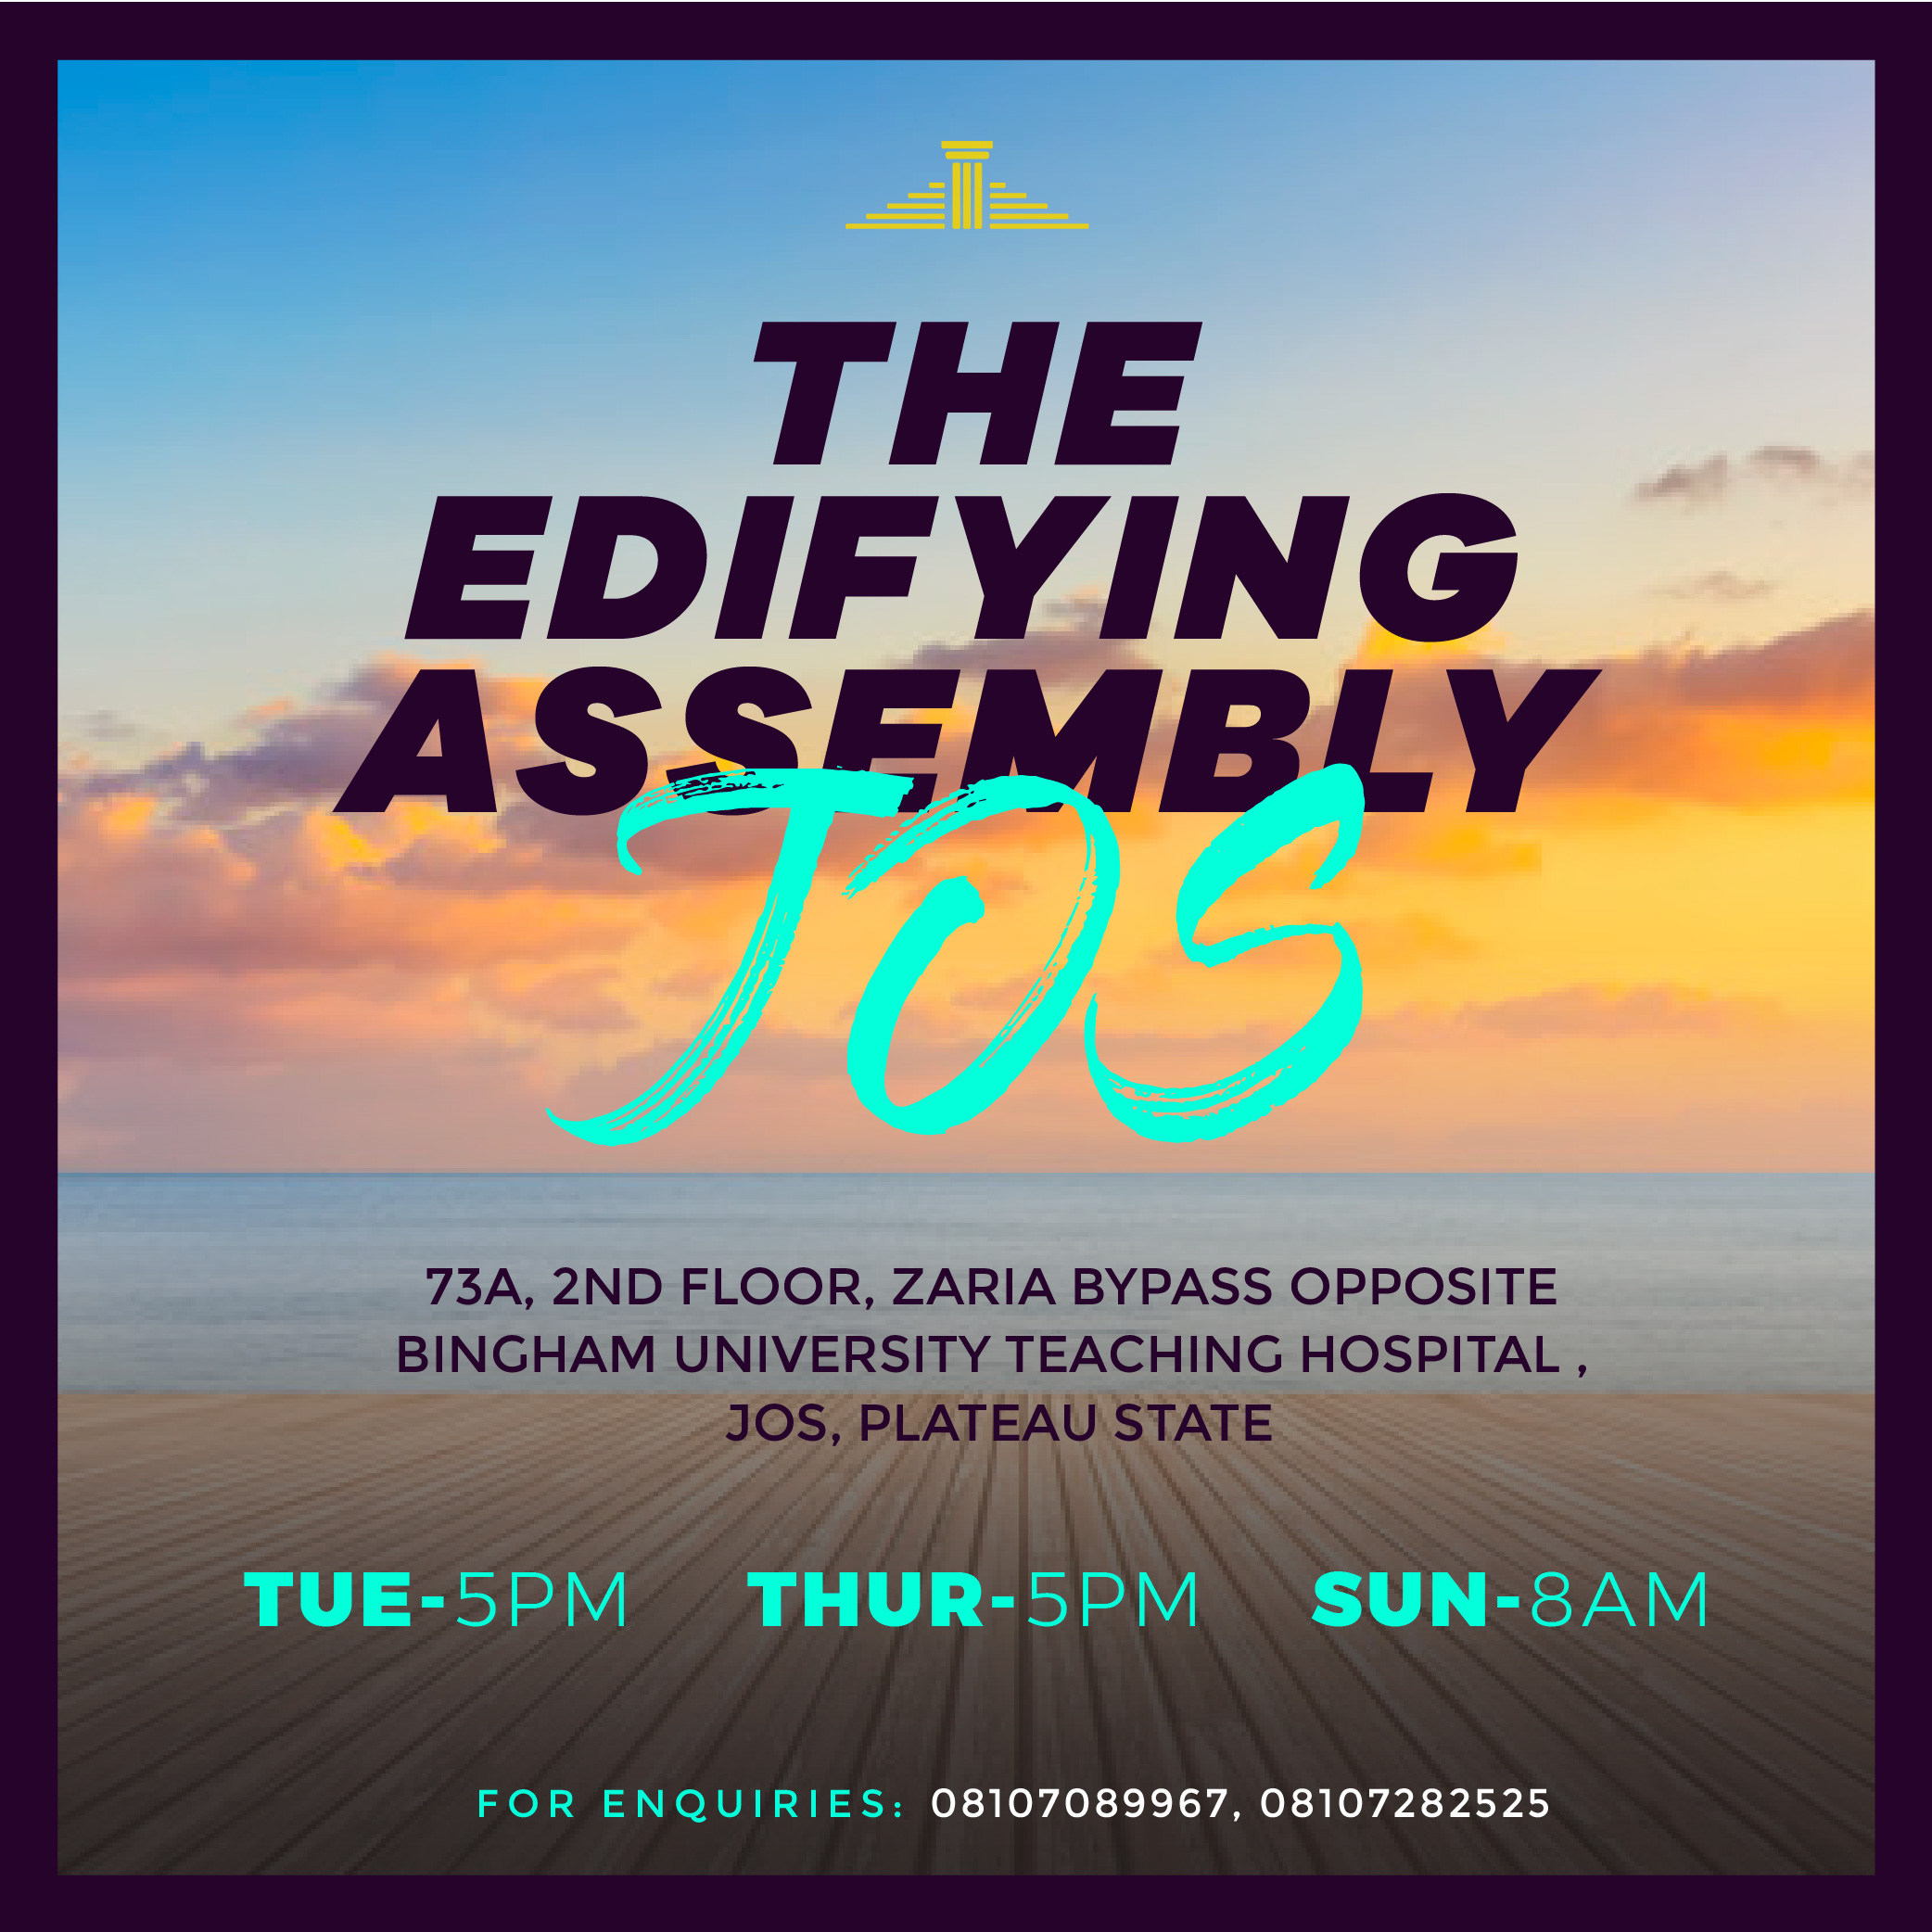 THE
EDIFYING
ASSEMBLY
JOS
73A, 2ND FLOOR, ZARIA BYPASS OPPOSITE
BINGHAM UNIVERSITY TEACHING HOSPITAL ,
JOS, PLATEAU STATE
TUE-5PM THUR-5PM SUN-8AM
FOR ENQUIRIES: 08107089967, 08107282525